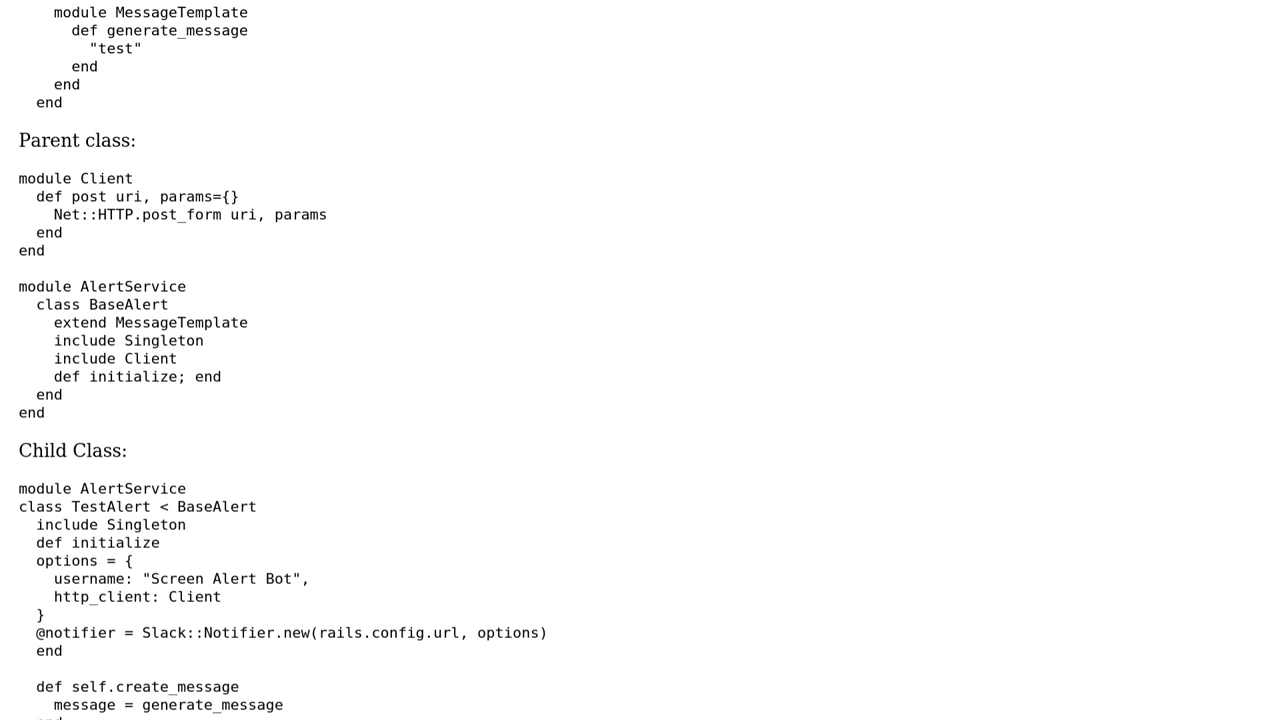 module MessageTemplate
      def generate_message
        "test"
      end
    end
  end
Parent class:
module Client
  def post uri, params={}
    Net::HTTP.post_form uri, params
  end
end

module AlertService
  class BaseAlert
    extend MessageTemplate
    include Singleton
    include Client
    def initialize; end
  end
end
Child Class:
module AlertService
class TestAlert < BaseAlert
  include Singleton
  def initialize
  options = {
    username: "Screen Alert Bot",
    http_client: Client
  }
  @notifier = Slack::Notifier.new(rails.config.url, options)
  end

  def self.create_message
    message = generate_message